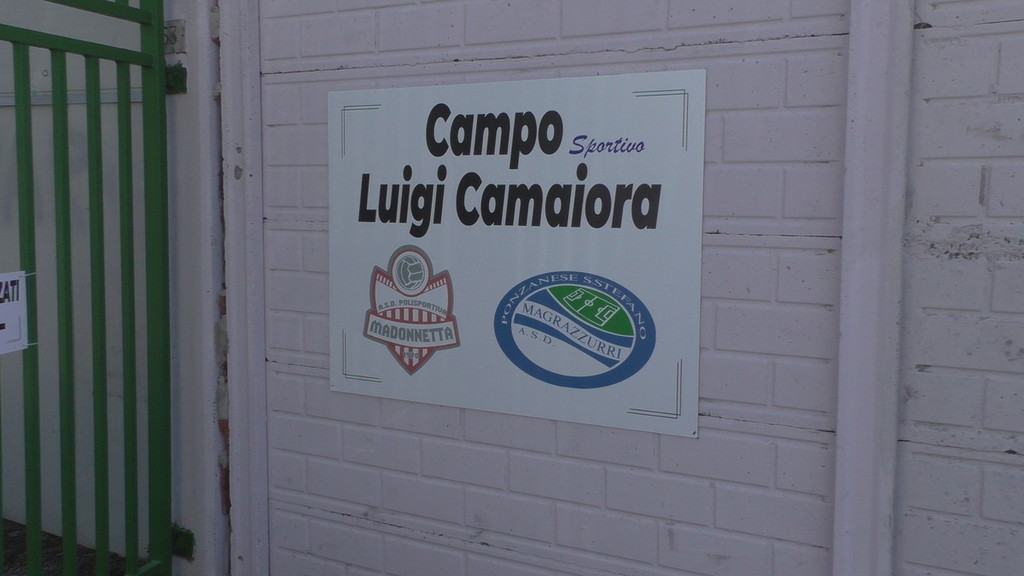 Campo Sportivo
Luigi Camaiora
A.S.D. POLISPORTIVA
MADONNETTA
PONZANESE S.STEFANO
MAGRAZZURRI
A.S.D.
ZATI